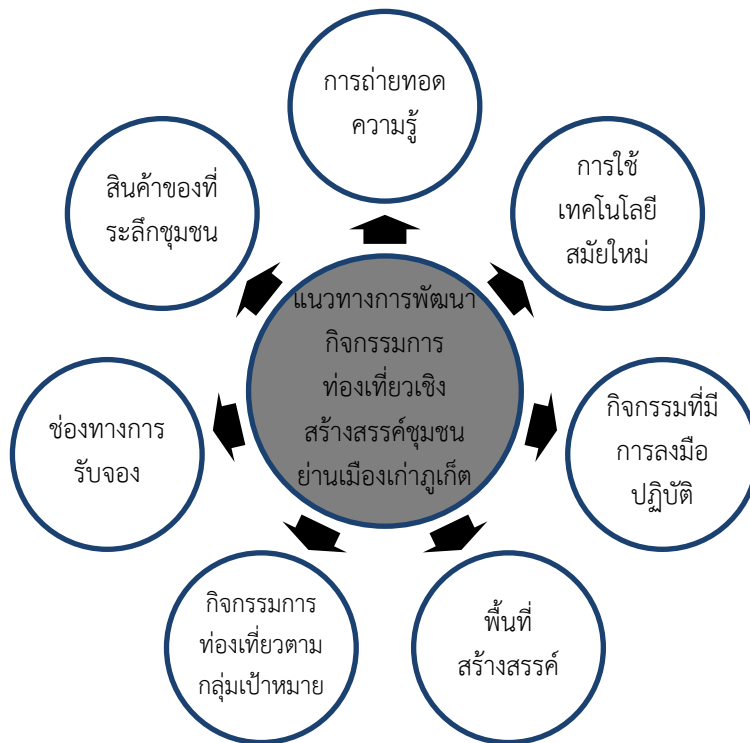 การถ่ายทอด
ความรู้
การใช้
เทคโนโลยี
สมัยใหม่
กิจกรรมที่มี
การลงมือ
ปฏิบัติ
พื้นที่
สร้างสรรค์
กิจกรรมการ
ท่องเที่ยวตาม
กลุ่มเป้าหมาย
ช่องทางการ
รับจอง
สินค้าของที่
ระลึกชุมชน
แนวทางการพัฒนา
กิจกรรมการ
ท่องเที่ยวเชิง
สร้างสรรค์ชุมชน
ย่านเมืองเก่าภูเก็ต